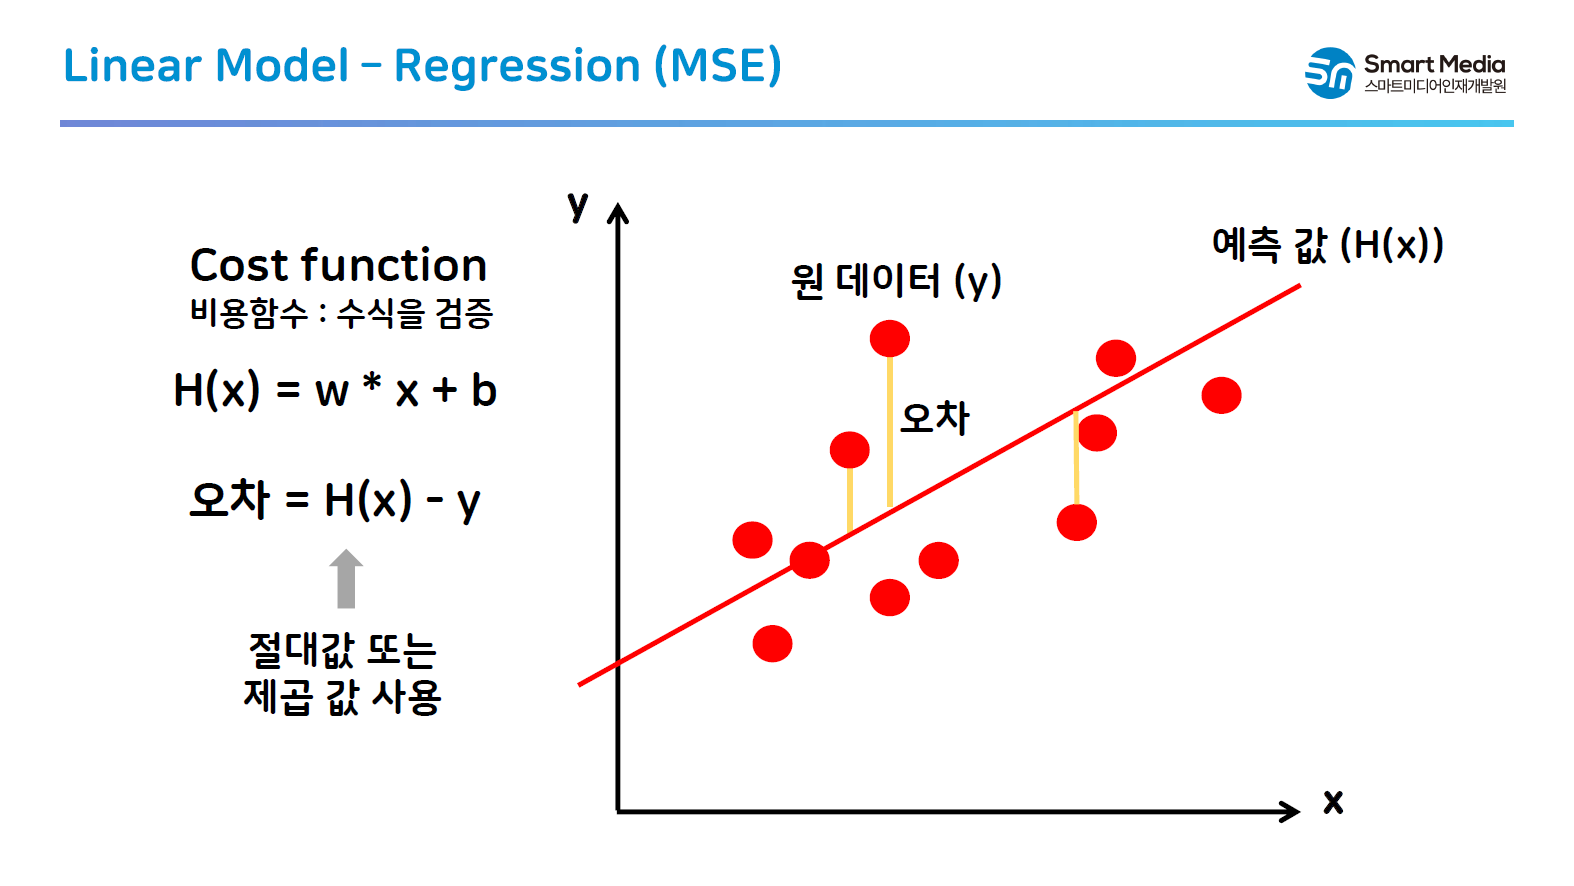 Linear Model – Regression (MSE)
Smart Media
스마트미디어인재개발원
Cost function
비용함수 : 수식을 검증
H(x) = w * x + b
오차 = H(x) - y
절대값 또는
제곱 값 사용
y
원 데이터 (y)
예측 값 (H(x))
오차
x